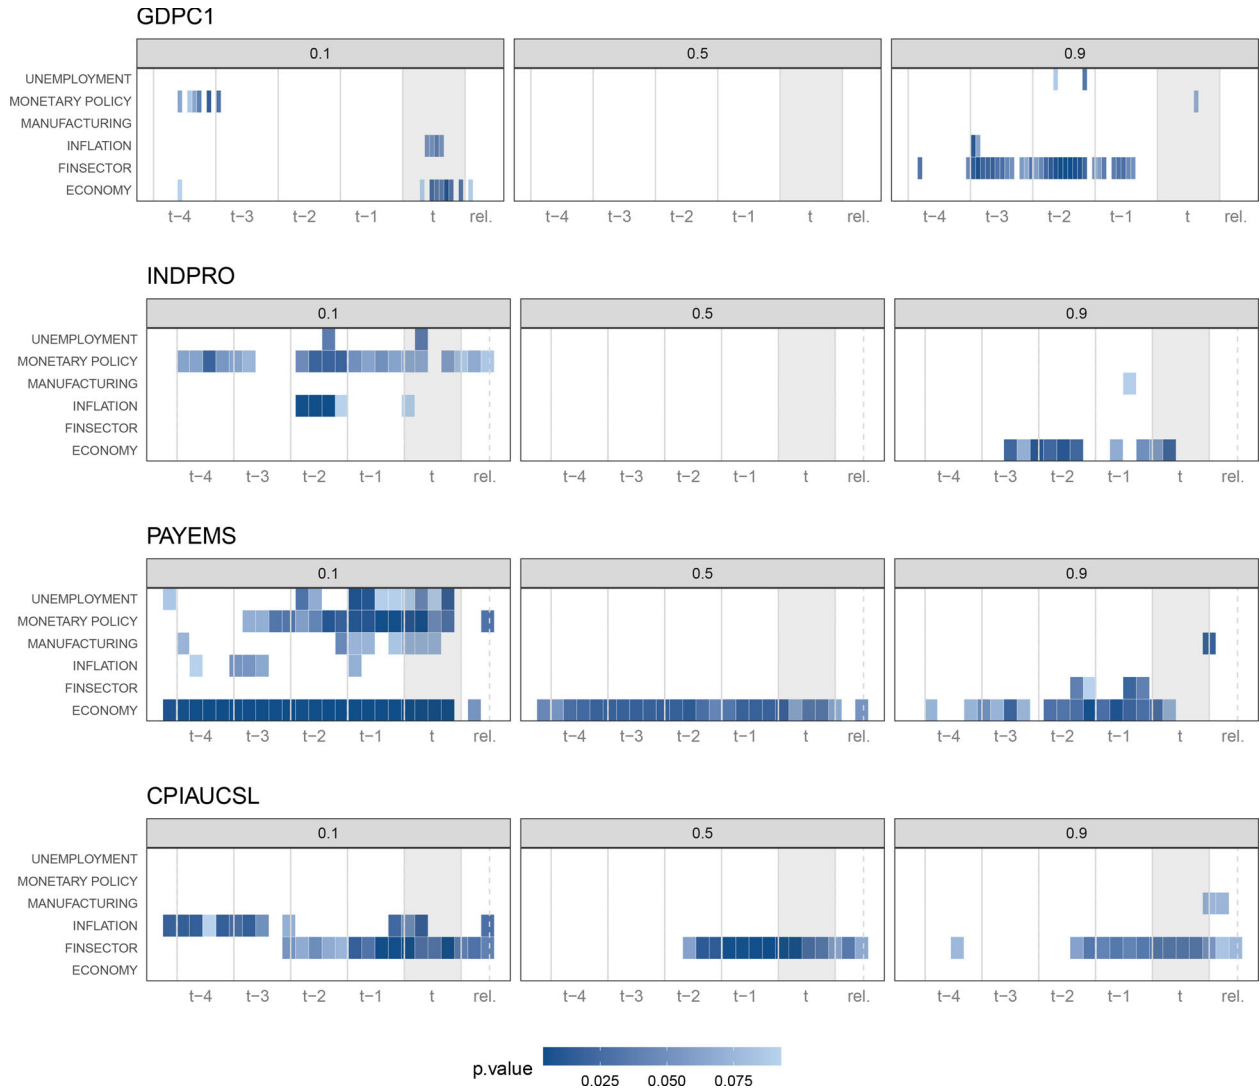 GDPC1
0.1 0.5 0.9
UNEMPLOYMENT
MONETARY POLICY
MANUFACTURING
INFLATION
FINSECTOR
ECONOMY
t−4 t−3 t−2 t−1 t rel. t−4 t−3 t−2 t−1 t rel. t−4 t−3 t−2 t−1 t rel.
INDPRO
0.1 0.5 0.9
UNEMPLOYMENT
MONETARY POLICY
MANUFACTURING
INFLATION
FINSECTOR
ECONOMY
t−4 t−3 t−2 t−1 t rel. t−4 t−3 t−2 t−1 t rel. t−4 t−3 t−2 t−1 t rel.
PAYEMS
0.1 0.5 0.9
UNEMPLOYMENT
MONETARY POLICY
MANUFACTURING
INFLATION
FINSECTOR
ECONOMY
t−4 t−3 t−2 t−1 t rel. t−4 t−3 t−2 t−1 t rel. t−4 t−3 t−2 t−1 t rel.
CPIAUCSL
0.1 0.5 0.9
UNEMPLOYMENT
MONETARY POLICY
MANUFACTURING
INFLATION
FINSECTOR
ECONOMY
t−4 t−3 t−2 t−1 t rel. t−4 t−3 t−2 t−1 t rel. t−4 t−3 t−2 t−1 t rel.
p.value
0.025 0.050 0.075